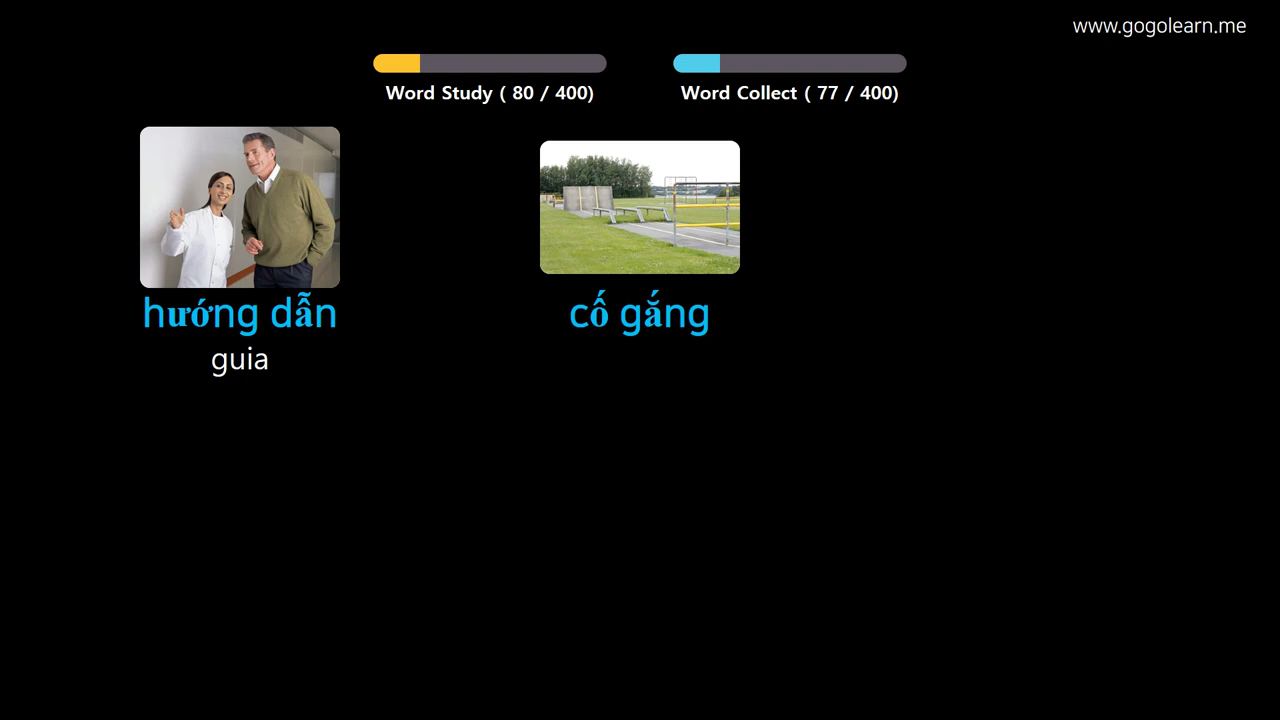 www.gogolearn.me
Word Study ( 80 / 400)
Word Collect ( 77 / 400)
hướng dẫn
cố gắng
guia